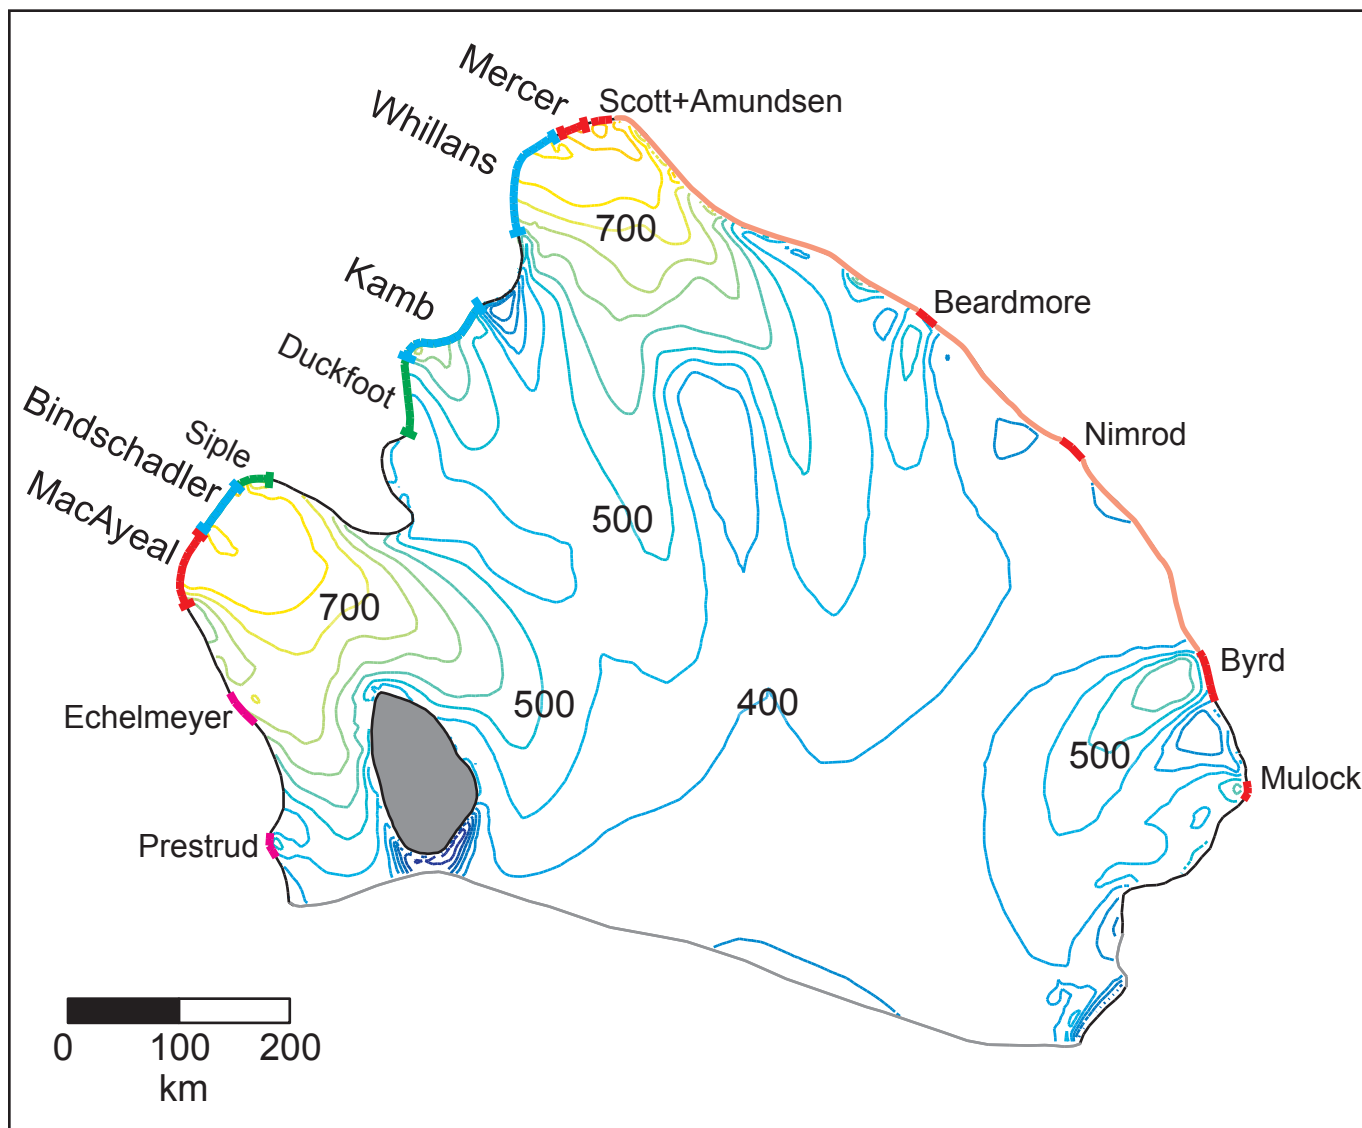 Mercer
Scott+Amundsen
Whillans
700
Kamb
Beardmore
Duckfoot
Bindschadler
Siple
Nimrod
MacAyeal
500
700
Byrd
Echelmeyer
500
400
500
Mulock
Prestrud
0 100 200
km